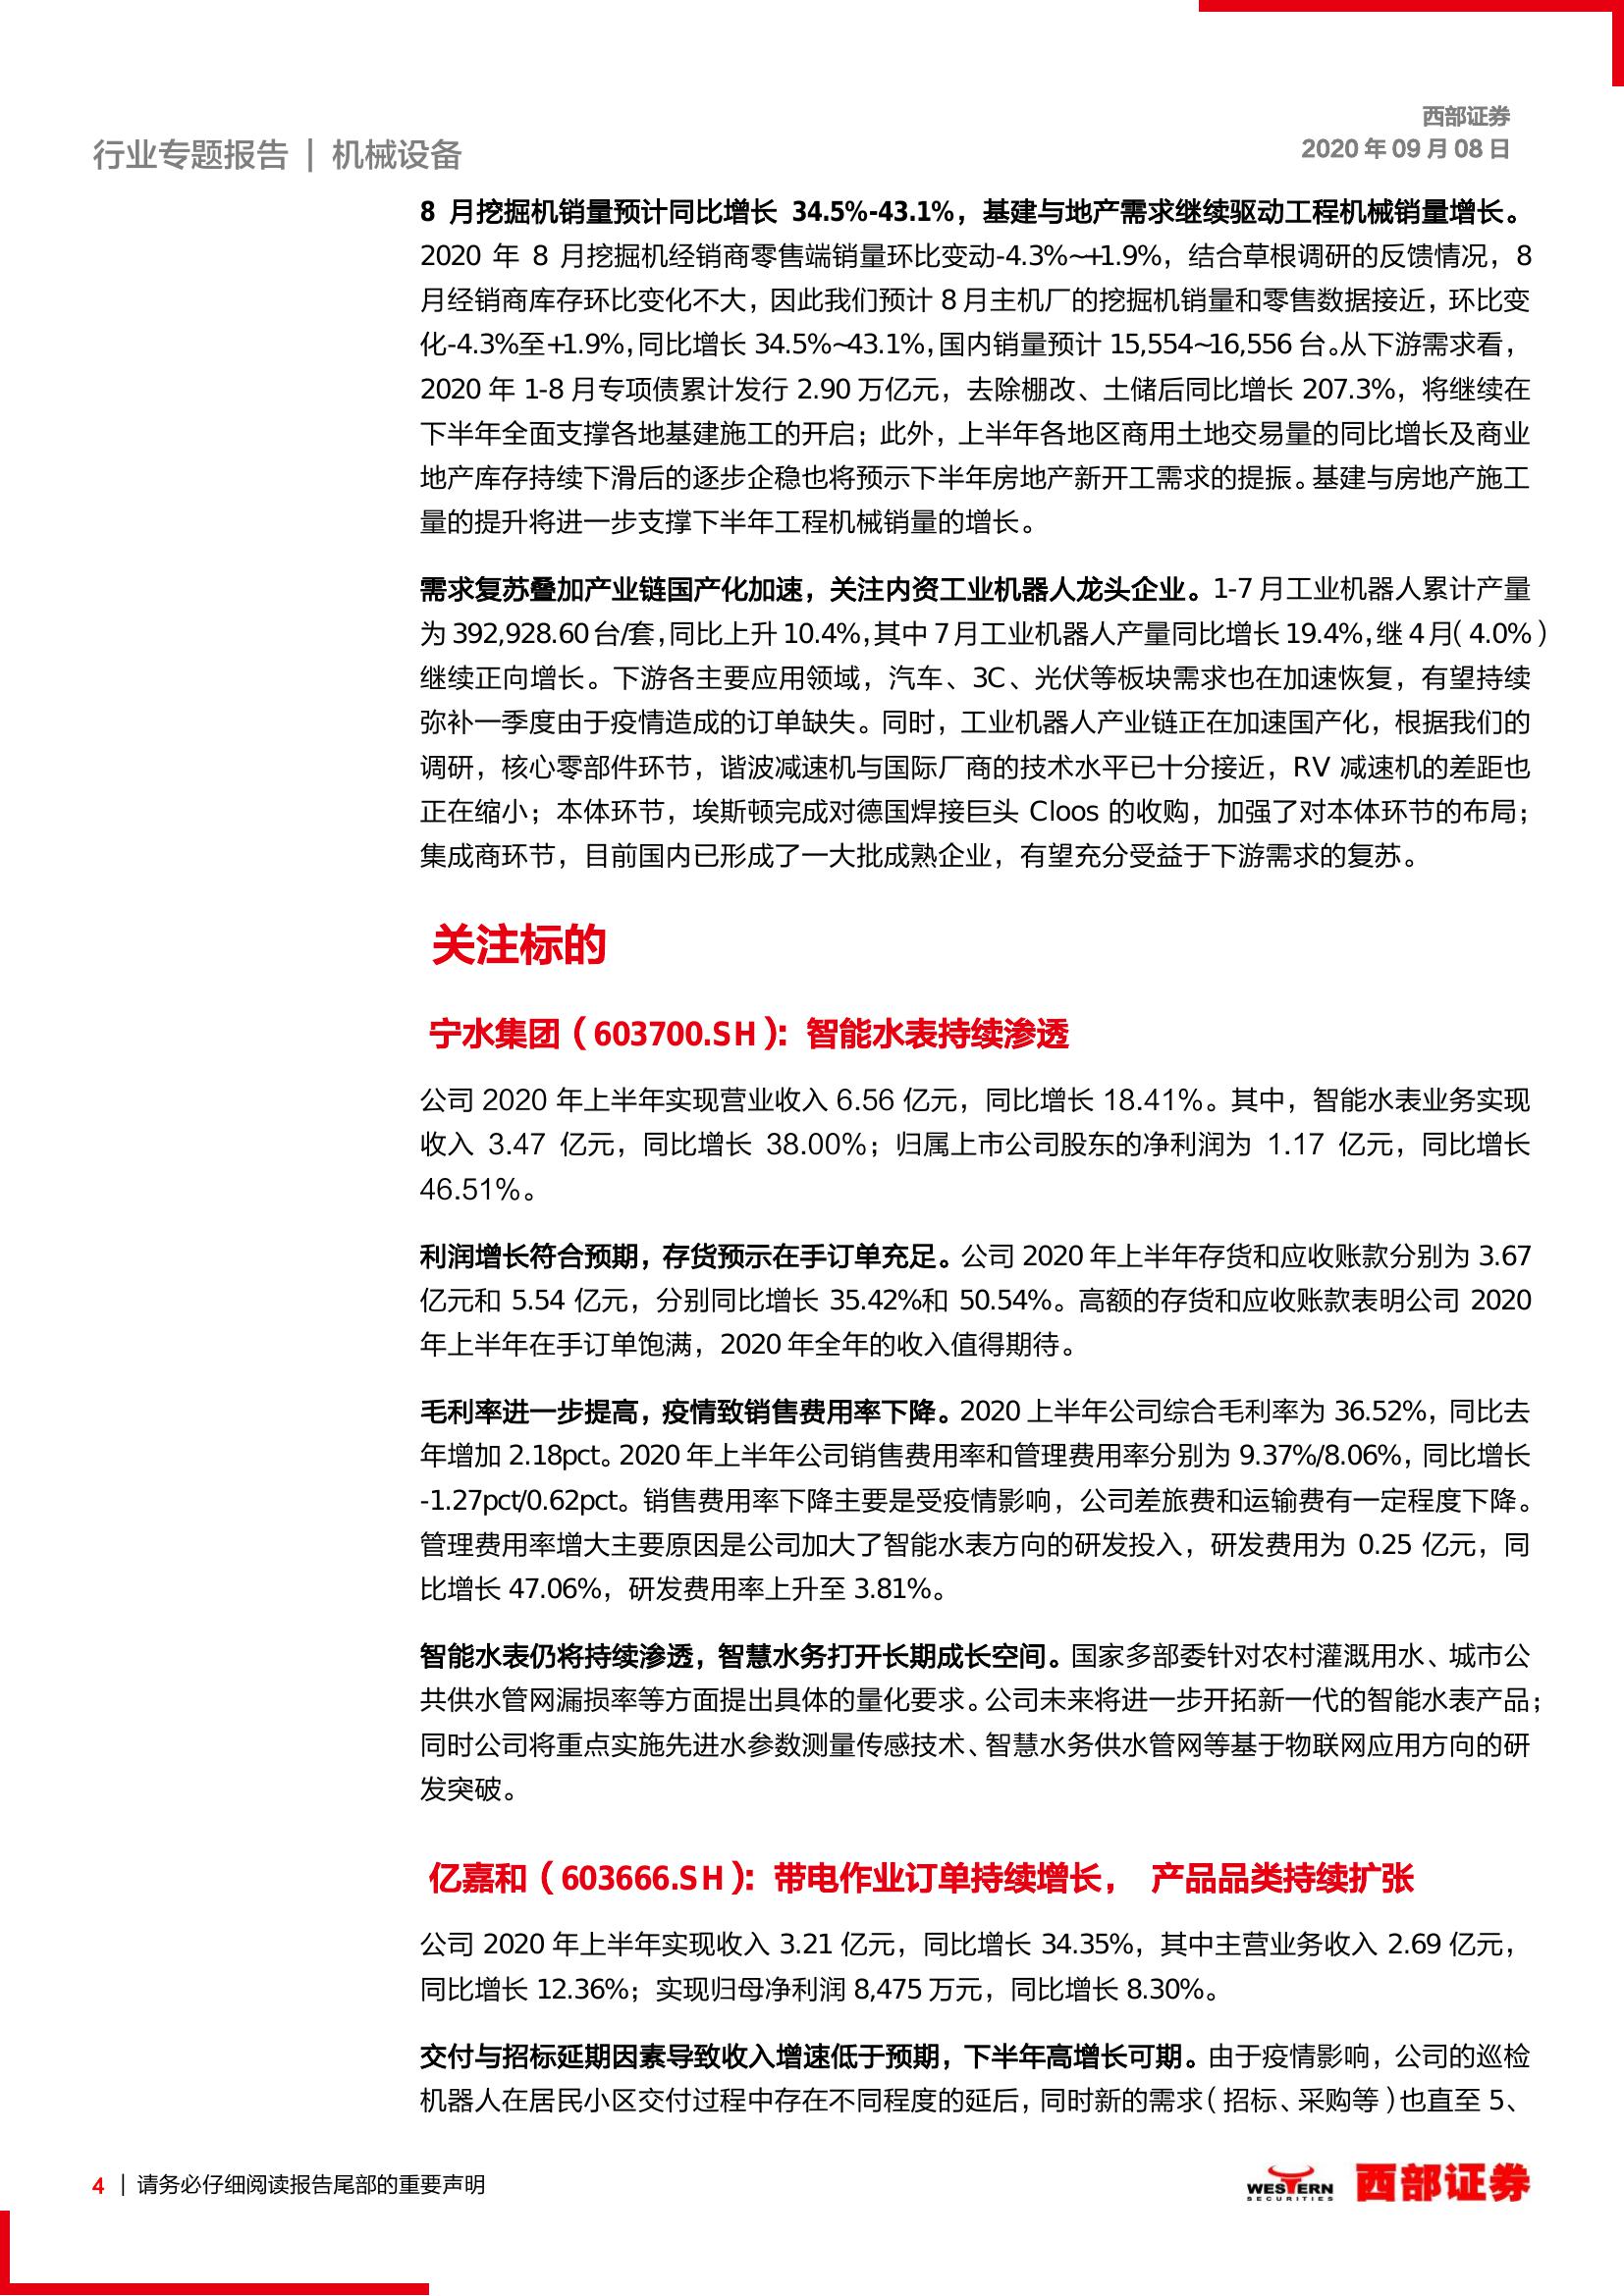 西部证券
行业专题报告 | 机械设备
2020 年 09 月 08 日
8 月挖掘机销量预计同比增长 34.5%-43.1%，基建与地产需求继续驱动工程机械销量增长。
2020 年 8 月挖掘机经销商零售端销量环比变动-4.3%~+1.9%，结合草根调研的反馈情况，8
月经销商库存环比变化不大，因此我们预计 8 月主机厂的挖掘机销量和零售数据接近，环比变
化-4.3%至+1.9%，同比增长 34.5%~43.1%，国内销量预计 15,554~16,556 台。从下游需求看，
2020 年 1-8 月专项债累计发行 2.90 万亿元，去除棚改、土储后同比增长 207.3%，将继续在
下半年全面支撑各地基建施工的开启；此外，上半年各地区商用土地交易量的同比增长及商业
地产库存持续下滑后的逐步企稳也将预示下半年房地产新开工需求的提振。基建与房地产施工
量的提升将进一步支撑下半年工程机械销量的增长。
需求复苏叠加产业链国产化加速，关注内资工业机器人龙头企业。1-7 月工业机器人累计产量
为 392,928.60 台/套，同比上升 10.4%，其中 7 月工业机器人产量同比增长 19.4%，继 4 月（4.0%）
继续正向增长。下游各主要应用领域，汽车、3C、光伏等板块需求也在加速恢复，有望持续
弥补一季度由于疫情造成的订单缺失。同时，工业机器人产业链正在加速国产化，根据我们的
调研，核心零部件环节，谐波减速机与国际厂商的技术水平已十分接近，RV 减速机的差距也
正在缩小；本体环节，埃斯顿完成对德国焊接巨头 Cloos 的收购，加强了对本体环节的布局；
集成商环节，目前国内已形成了一大批成熟企业，有望充分受益于下游需求的复苏。
关注标的
宁水集团（603700.SH）：智能水表持续渗透
公司 2020 年上半年实现营业收入 6.56 亿元，同比增长 18.41%。其中，智能水表业务实现
收入 3.47 亿元，同比增长 38.00%；归属上市公司股东的净利润为 1.17 亿元，同比增长
46.51%。
利润增长符合预期，存货预示在手订单充足。公司 2020 年上半年存货和应收账款分别为 3.67
亿元和 5.54 亿元，分别同比增长 35.42%和 50.54%。高额的存货和应收账款表明公司 2020
年上半年在手订单饱满，2020 年全年的收入值得期待。
毛利率进一步提高，疫情致销售费用率下降。2020 上半年公司综合毛利率为 36.52%，同比去
年增加 2.18pct。2020 年上半年公司销售费用率和管理费用率分别为 9.37%/8.06%，同比增长
-1.27pct/0.62pct。销售费用率下降主要是受疫情影响，公司差旅费和运输费有一定程度下降。
管理费用率增大主要原因是公司加大了智能水表方向的研发投入，研发费用为 0.25 亿元，同
比增长 47.06%，研发费用率上升至 3.81%。
智能水表仍将持续渗透，智慧水务打开长期成长空间。国家多部委针对农村灌溉用水、城市公
共供水管网漏损率等方面提出具体的量化要求。公司未来将进一步开拓新一代的智能水表产品；
同时公司将重点实施先进水参数测量传感技术、智慧水务供水管网等基于物联网应用方向的研
发突破。
亿嘉和（603666.SH）：带电作业订单持续增长， 产品品类持续扩张
公司 2020 年上半年实现收入 3.21 亿元，同比增长 34.35%，其中主营业务收入 2.69 亿元，
同比增长 12.36%；实现归母净利润 8,475 万元，同比增长 8.30%。
交付与招标延期因素导致收入增速低于预期，下半年高增长可期。由于疫情影响，公司的巡检
机器人在居民小区交付过程中存在不同程度的延后，同时新的需求（招标、采购等）也直至 5、
4 | 请务必仔细阅读报告尾部的重要声明
WESTERN
SECURITIES
西部证券